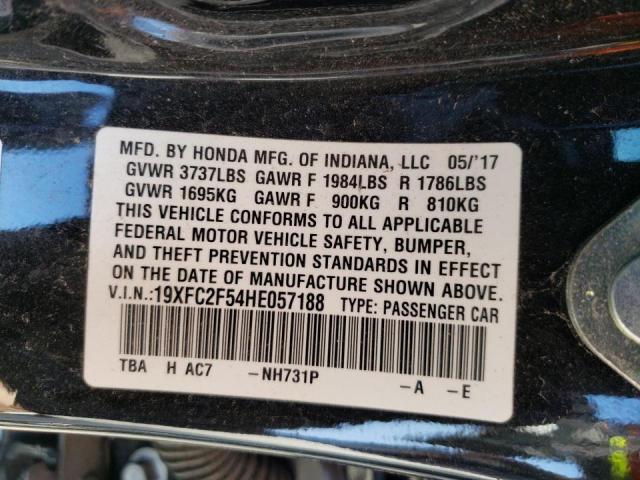 MFD. BY HONDA MFG. OF INDIANA, LLC 05/'17
GVWR 3737LBS GAWR F 1984LBS R 1786LBS
GVWR 1695KG GAWR F 900KG R 810KG
THIS VEHICLE CONFORMS TO ALL APPLICABLE
FEDERAL MOTOR VEHICLE SAFETY, BUMPER,
AND THEFT PREVENTION STANDARDS IN EFFECT
ON THE DATE OF MANUFACTURE SHOWN ABOVE.
V.I.N.:19XFC2F54HE057188 TYPE: PASSENGER CAR
TBA H AC7 -NH731P -A -E